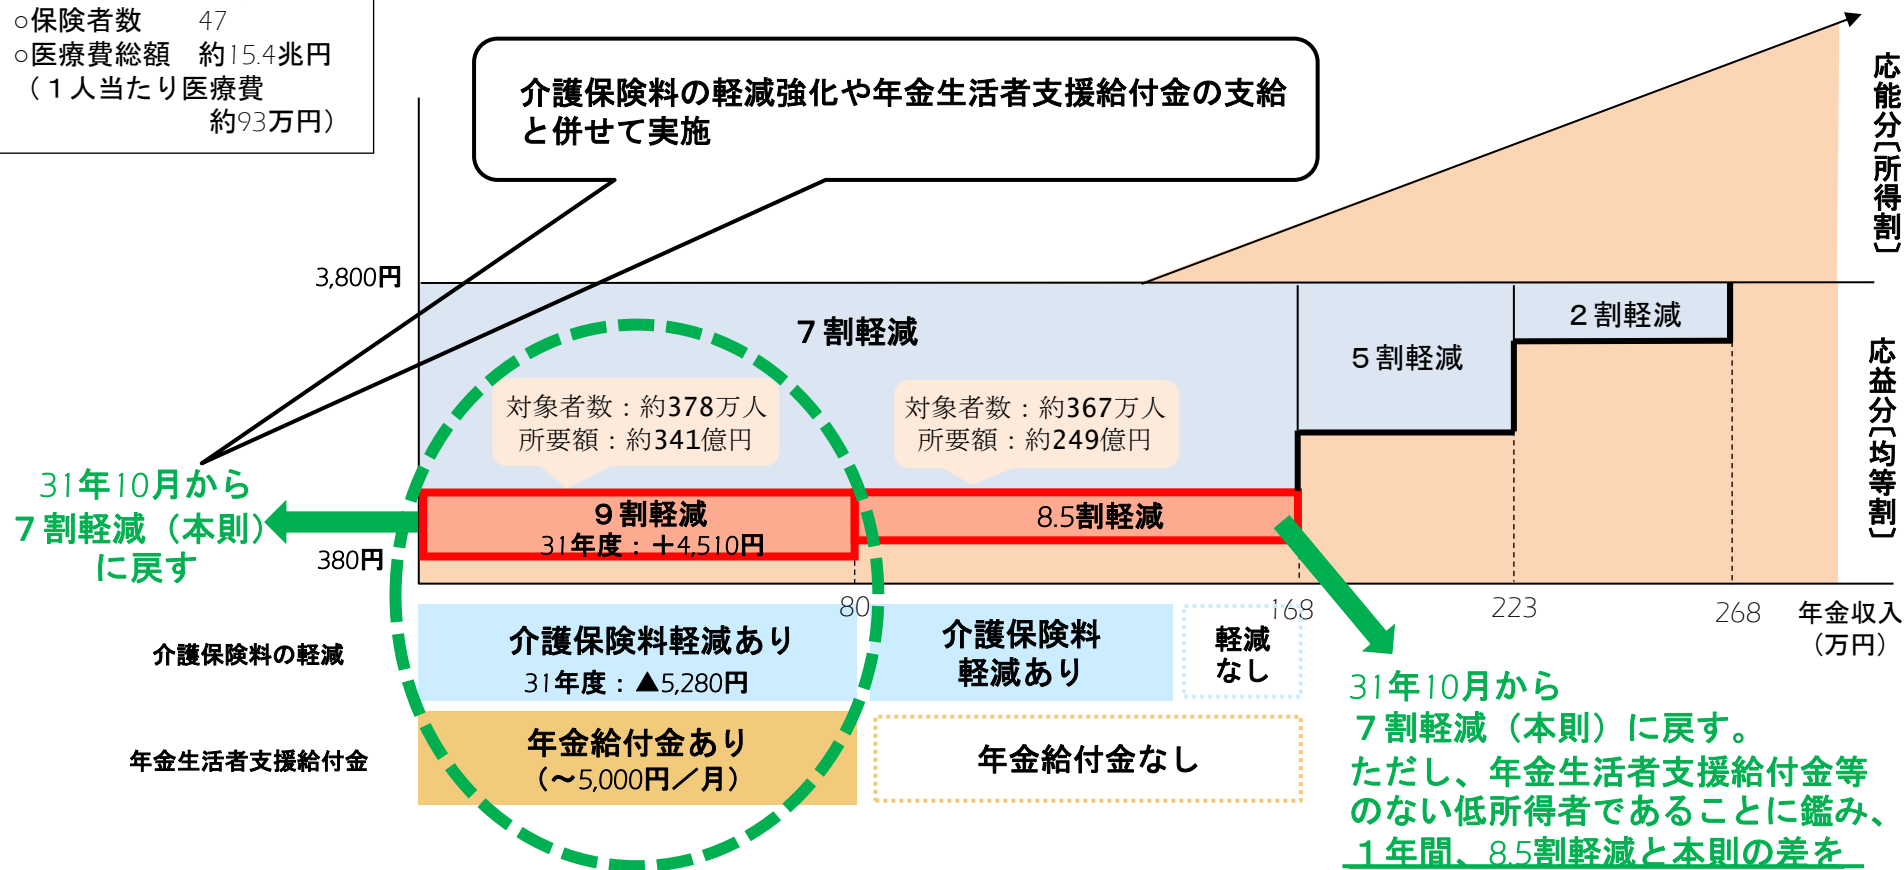 ○保険者数　　47
○医療費総額　約15.4兆円
（１人当たり医療費
約93万円）
介護保険料の軽減強化や年金生活者支援給付金の支給
と併せて実施
応能分〔所得割〕
3,800円
７割軽減
５割軽減
２割軽減
応益分〔均等割〕
対象者数：約378万人
所要額：約341億円
対象者数：約367万人
所要額：約249億円
31年10月から
７割軽減（本則）
に戻す
９割軽減
31年度：＋4,510円
8.5割軽減
380円
80
168
223
268
年金収入
（万円）
介護保険料の軽減
介護保険料軽減あり
31年度：▲5,280円
介護保険料
軽減あり
軽減
なし
年金生活者支援給付金
年金給付金あり
（～5,000円／月）
年金給付金なし
31年10月から
７割軽減（本則）に戻す。
ただし、年金生活者支援給付金等
のない低所得者であることに鑑み、
１年間、8.5割軽減と本則の差を